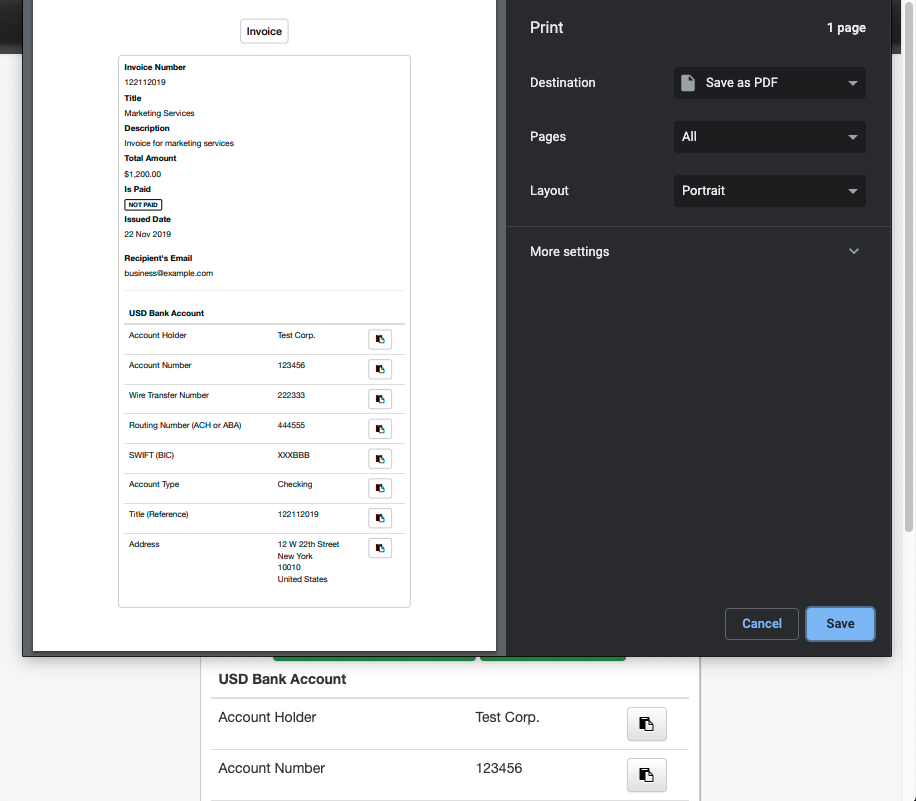 Invoice
Invoice Number
122112019
Title
Marketing Services
Description
Invoice for marketing services
Total Amount
$1,200.00
Is Paid
NOT PAID
Issued Date
22 Nov 2019
Recipient's Email
business@example.com
USD Bank Account
Account Holder Test Corp.
Account Number 123456
Wire Transfer Number 222333
Routing Number (ACH or ABA) 444555
SWIFT (BIC) XXXBBB
Account Type Checking
Title (Reference) 122112019
Address 12 W 22th Street
New York
10010
United States
Print 1 page
Destination Save as PDF
Pages All
Layout Portrait
More settings
Cancel Save
USD Bank Account
Account Holder Test Corp.
Account Number 123456